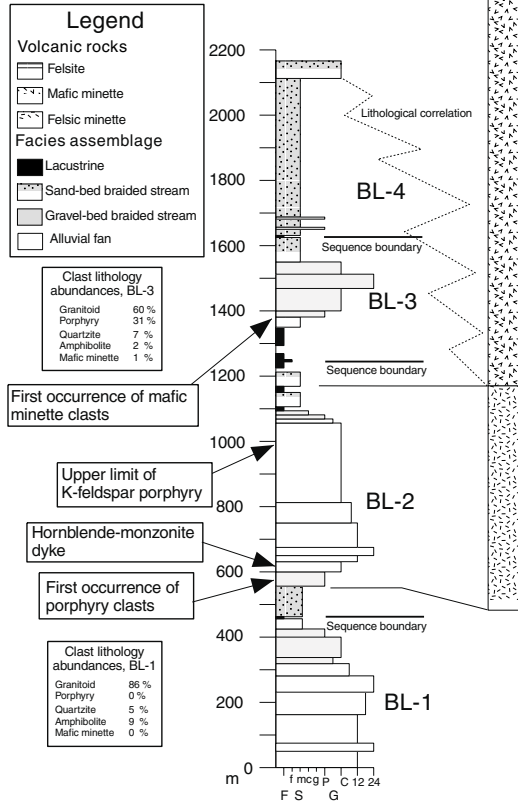 Legend
Volcanic rocks
Felsite
Mafic minette
Felsic minette
Facies assemblage
Lacustrine
Sand-bed braided stream
Gravel-bed braided stream
Alluvial fan
Clast lithology
abundances, BL-3
Granitoid 60 %
Porphyry 31 %
Quartzite 7 %
Amphibolite 2 %
Mafic minette 1 %
First occurrence of mafic
minette clasts
Upper limit of
K-feldspar porphyry
Hornblende-monzonite
dyke
First occurrence of
porphyry clasts
Clast lithology
abundances, BL-1
Granitoid 86 %
Porphyry 0 %
Quartzite 5 %
Amphibolite 9 %
Mafic minette 0 %
2200
2000
1800
1600
1400
1200
1000
800
600
400
200
0
m
f m c g P C 12 24
F S G
Lithological correlation
BL-4
Sequence boundary
BL-3
Sequence boundary
BL-2
Sequence boundary
BL-1